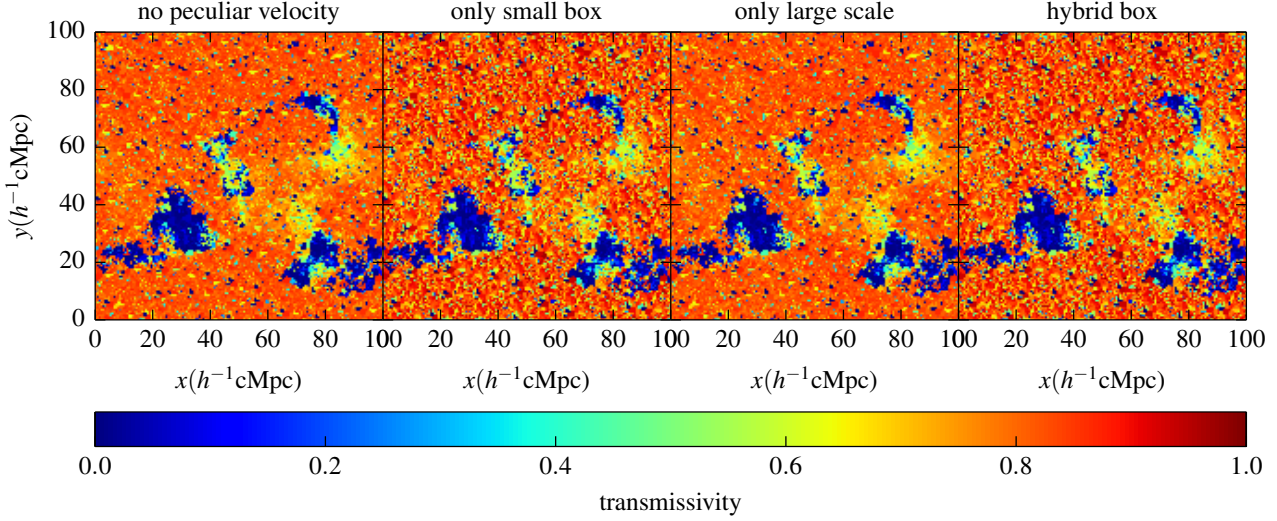 no peculiar velocity only small box only large scale hybrid box
100
80
60
40
20
0
y(h⁻¹cMpc)
0 20 40 60 80 100 20 40 60 80 100 20 40 60 80 100 20 40 60 80 100
x(h⁻¹cMpc) x(h⁻¹cMpc) x(h⁻¹cMpc) x(h⁻¹cMpc)
0.0 0.2 0.4 0.6 0.8 1.0
transmissivity